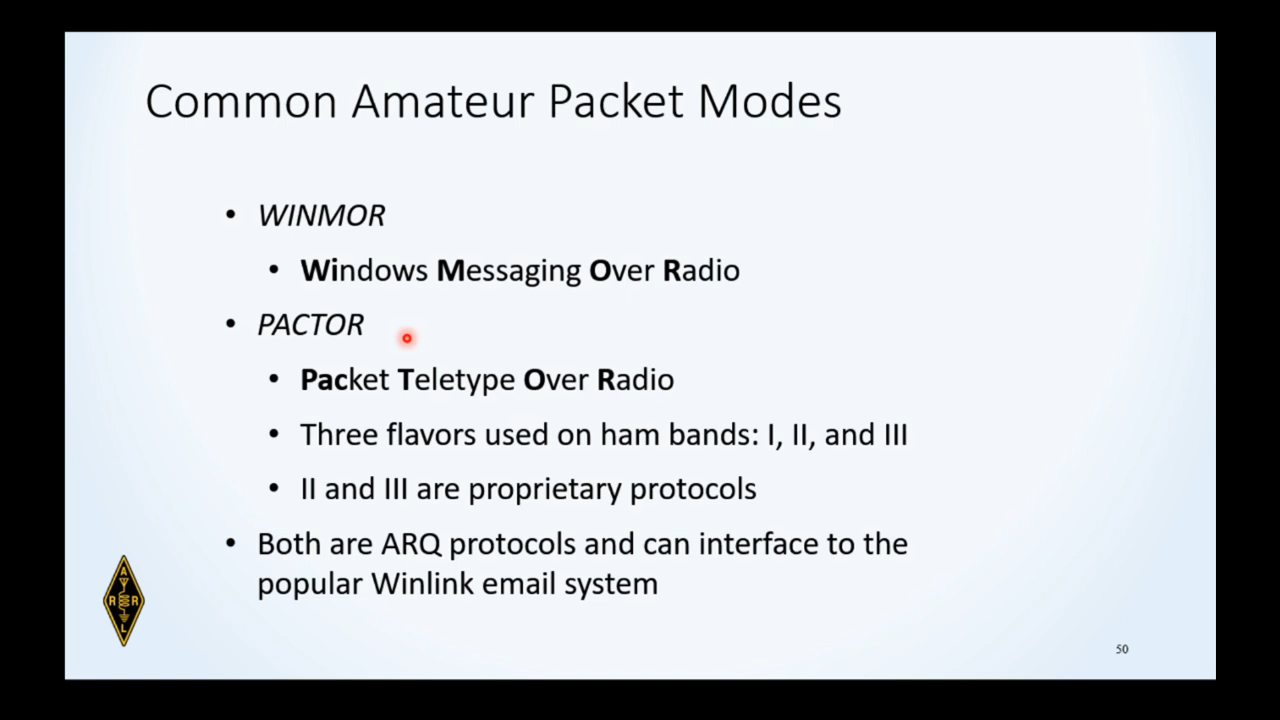 Common Amateur Packet Modes
• WINMOR
• Windows Messaging Over Radio
• PACTOR
• Packet Teletype Over Radio
• Three flavors used on ham bands: I, II, and III
• II and III are proprietary protocols
• Both are ARQ protocols and can interface to the
popular Winlink email system
A
R R
L
50